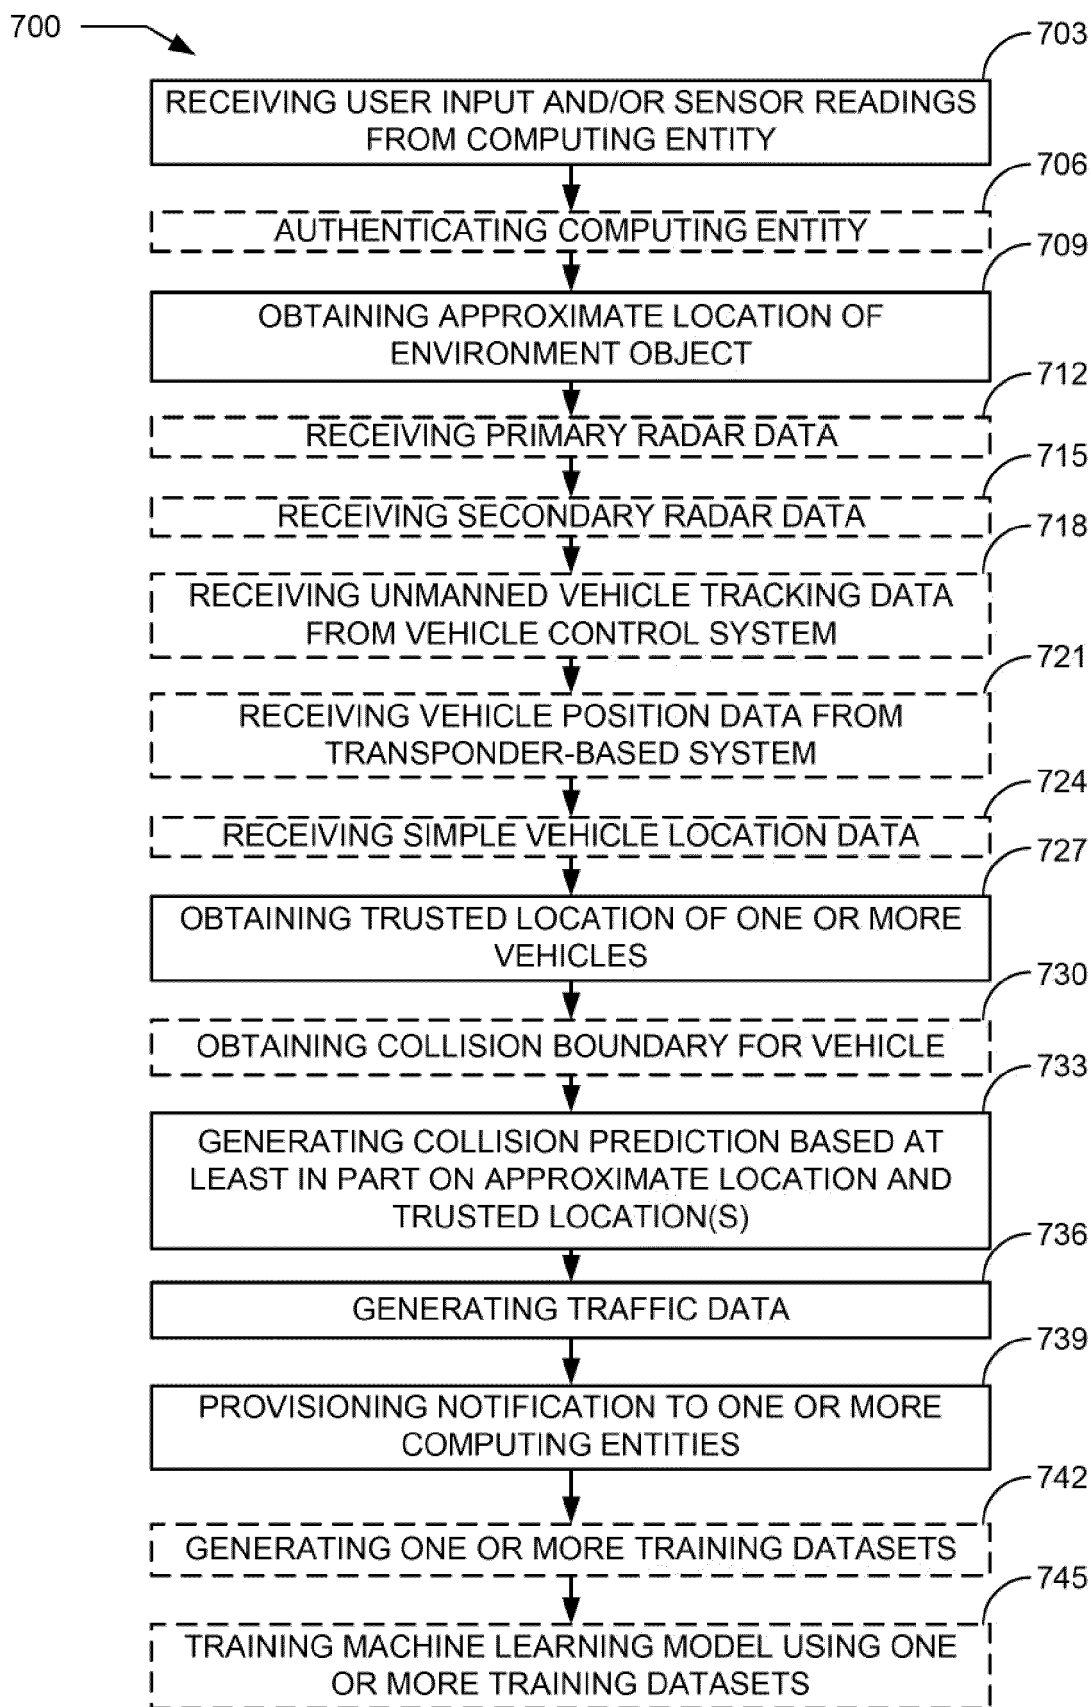 700
703
RECEIVING USER INPUT AND/OR SENSOR READINGS
FROM COMPUTING ENTITY
706
AUTHENTICATING COMPUTING ENTITY
709
OBTAINING APPROXIMATE LOCATION OF
ENVIRONMENT OBJECT
712
RECEIVING PRIMARY RADAR DATA
715
RECEIVING SECONDARY RADAR DATA
718
RECEIVING UNMANNED VEHICLE TRACKING DATA
FROM VEHICLE CONTROL SYSTEM
721
RECEIVING VEHICLE POSITION DATA FROM
TRANSPONDER-BASED SYSTEM
724
RECEIVING SIMPLE VEHICLE LOCATION DATA
727
OBTAINING TRUSTED LOCATION OF ONE OR MORE
VEHICLES
730
OBTAINING COLLISION BOUNDARY FOR VEHICLE
733
GENERATING COLLISION PREDICTION BASED AT
LEAST IN PART ON APPROXIMATE LOCATION AND
TRUSTED LOCATION(S)
736
GENERATING TRAFFIC DATA
739
PROVISIONING NOTIFICATION TO ONE OR MORE
COMPUTING ENTITIES
742
GENERATING ONE OR MORE TRAINING DATASETS
745
TRAINING MACHINE LEARNING MODEL USING ONE
OR MORE TRAINING DATASETS